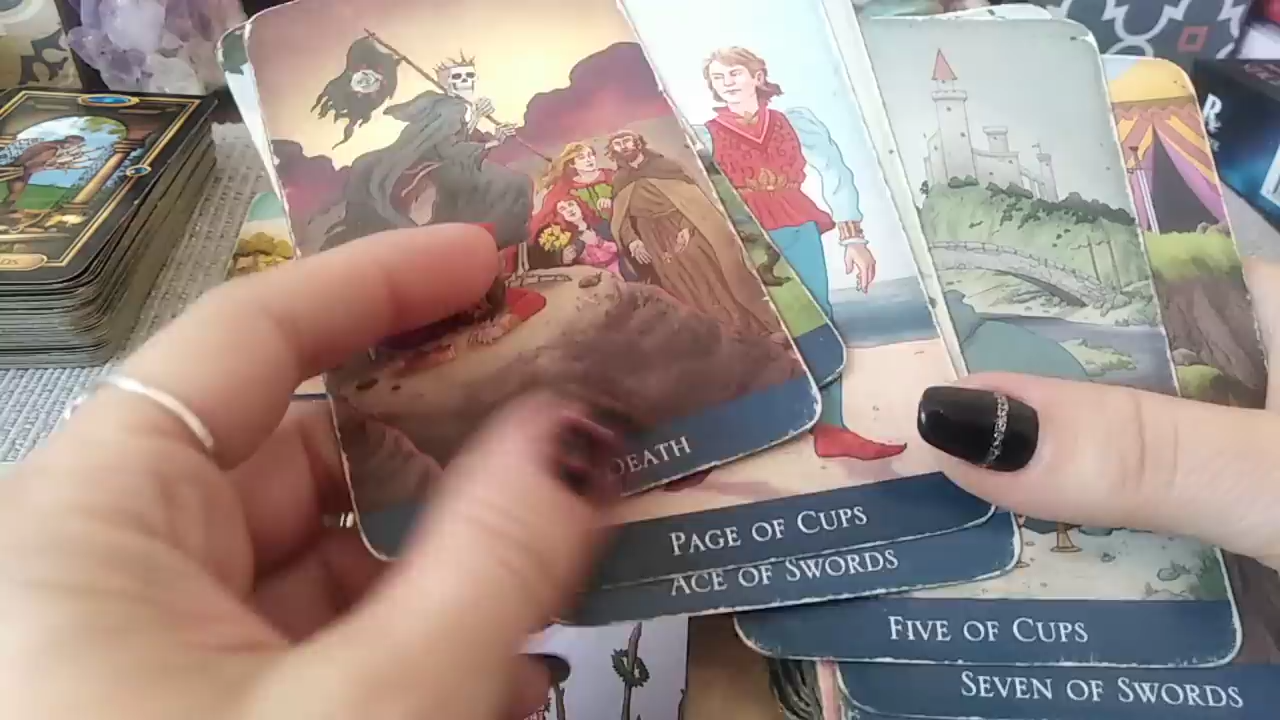 DEATH
PAGE OF CUPS
ACE OF SWORDS
FIVE OF CUPS
SEVEN OF SWORDS